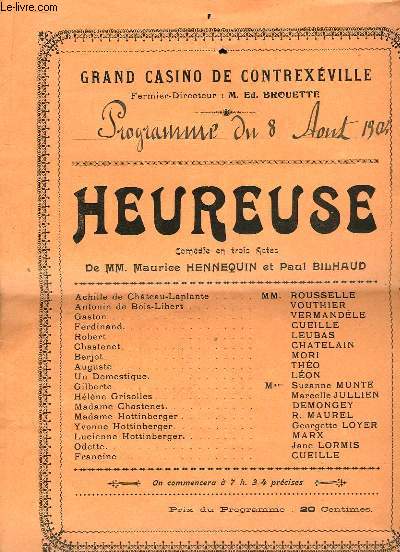 © le-livre.com
GRAND CASINO DE CONTREXÉVILLE
Fermier-Directeur : M. Ed. BROUETTE
Programme du 8 Aout 1904
HEUREUSE
Comédie en trois Actes
De MM. Maurice HENNEQUIN et Paul BILHAUD
Achille de Château-Laplante MM. ROUSSELLE
Antonin de Bois-Libert VOUTHIER
Gaston VERMANDÈLE
Ferdinand. CUEILLE
Robert LEUBAS
Chastenet. CHATELAIN
Berjot. MORI
Auguste THÉO
Un Domestique. LÉON
Gilberte Mmes Suzanne MUNTE
Hélène Grisolles Marcelle JULLIEN
Madame Chastenet. DEMONGEY
Madame Hottinberger R. MAUREL
Yvonne Hottinberger. Georgette LOYER
Lucienne Hottinberger. MARX
Odette. Jane LORMIS
Francine CUEILLE
On commencera à 7 h. 3/4 précises
Prix du Programme : 20 Centimes.